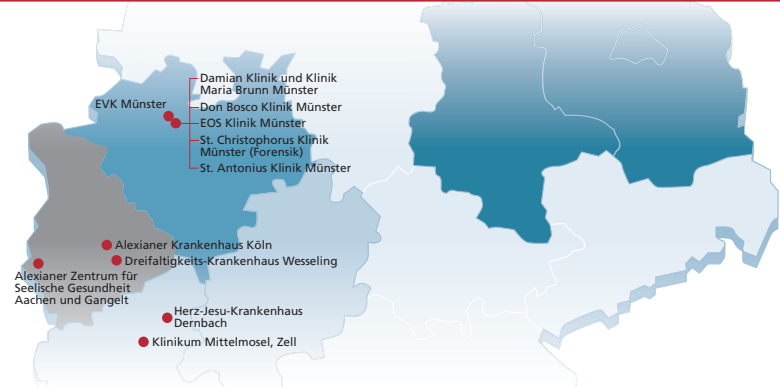 Damian Klinik und Klinik
Maria Brunn Münster
EVK Münster
Don Bosco Klinik Münster
EOS Klinik Münster
St. Christophorus Klinik
Münster (Forensik)
St. Antonius Klinik Münster
Alexianer Krankenhaus Köln
Dreifaltigkeits-Krankenhaus Wesseling
Alexianer Zentrum für
Seelische Gesundheit
Aachen und Gangelt
Herz-Jesu-Krankenhaus
Dernbach
Klinikum Mittelmosel, Zell